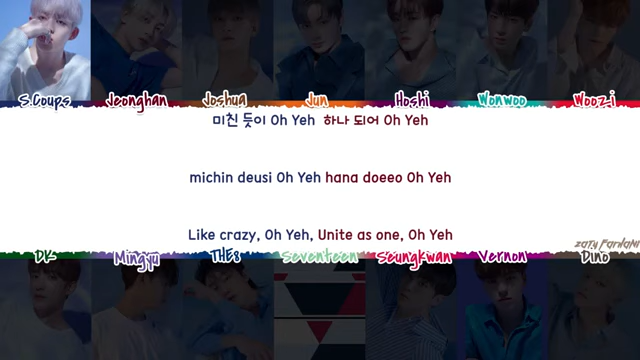 S.Coups Jeonghan Joshua Jun Hoshi Wonwoo Woozi
미친 듯이 Oh Yeh 하나 되어 Oh Yeh
michin deusi Oh Yeh hana doeeo Oh Yeh
Like crazy, Oh Yeh, Unite as one, Oh Yeh
ZaTy FarHaNi
DK Mingyu THE8 Seventeen Seungkwan Vernon Dino